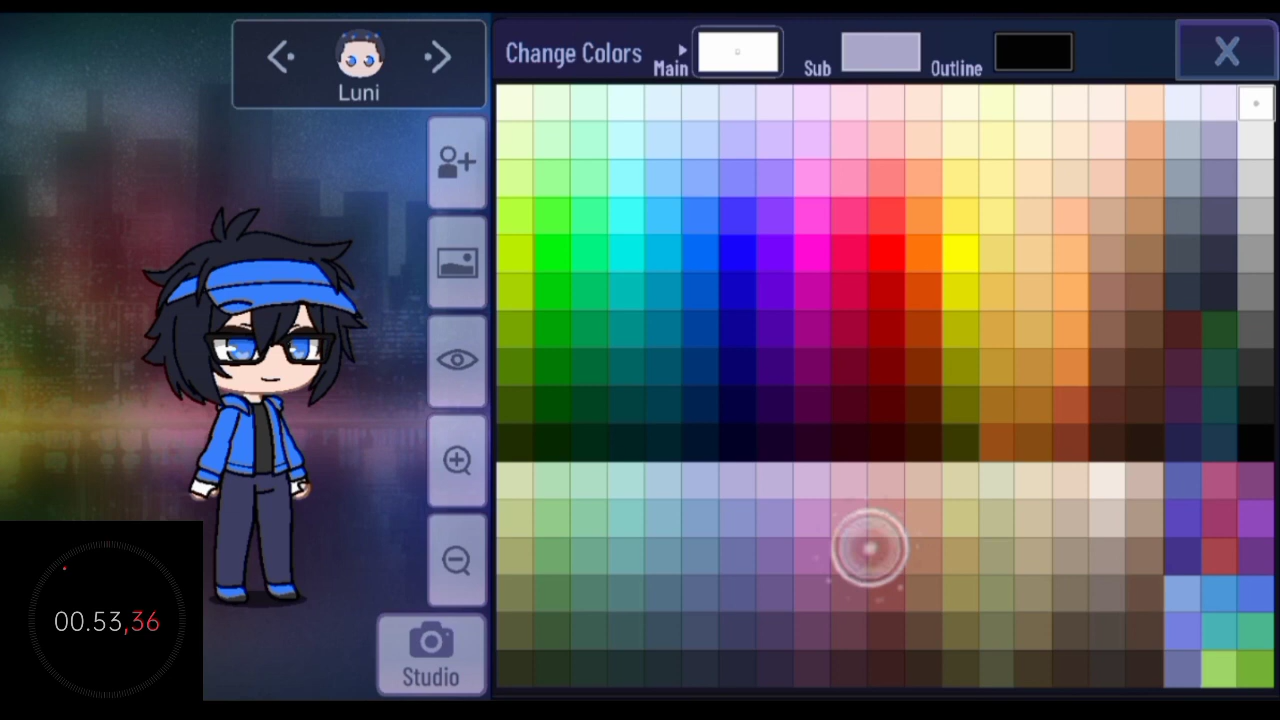 Luni
Change Colors
Main
Sub
Outline
X
Studio
00.53,36